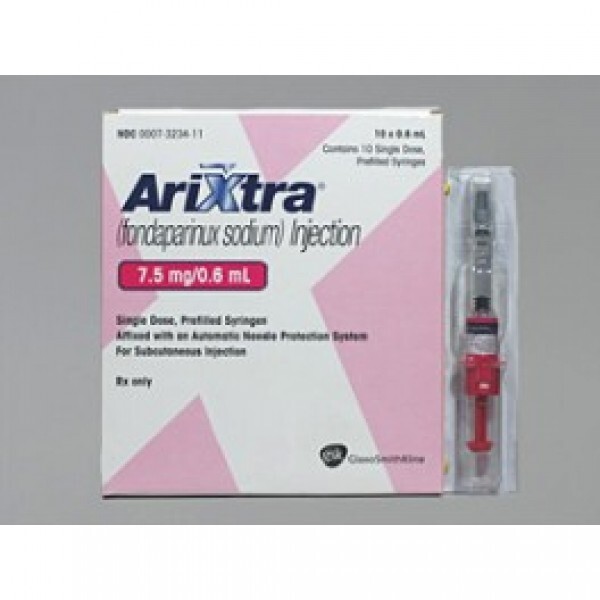 NDC 0007-3234-11
10 x 0.6 mL
Contains 10 Single Dose,
Prefilled Syringes
AriXtra®
(fondaparinux sodium) Injection
7.5 mg/0.6 mL
Single Dose, Prefilled Syringes
Affixed with an Automatic Needle Protection System
For Subcutaneous Injection
Rx only
gsk GlaxoSmithKline